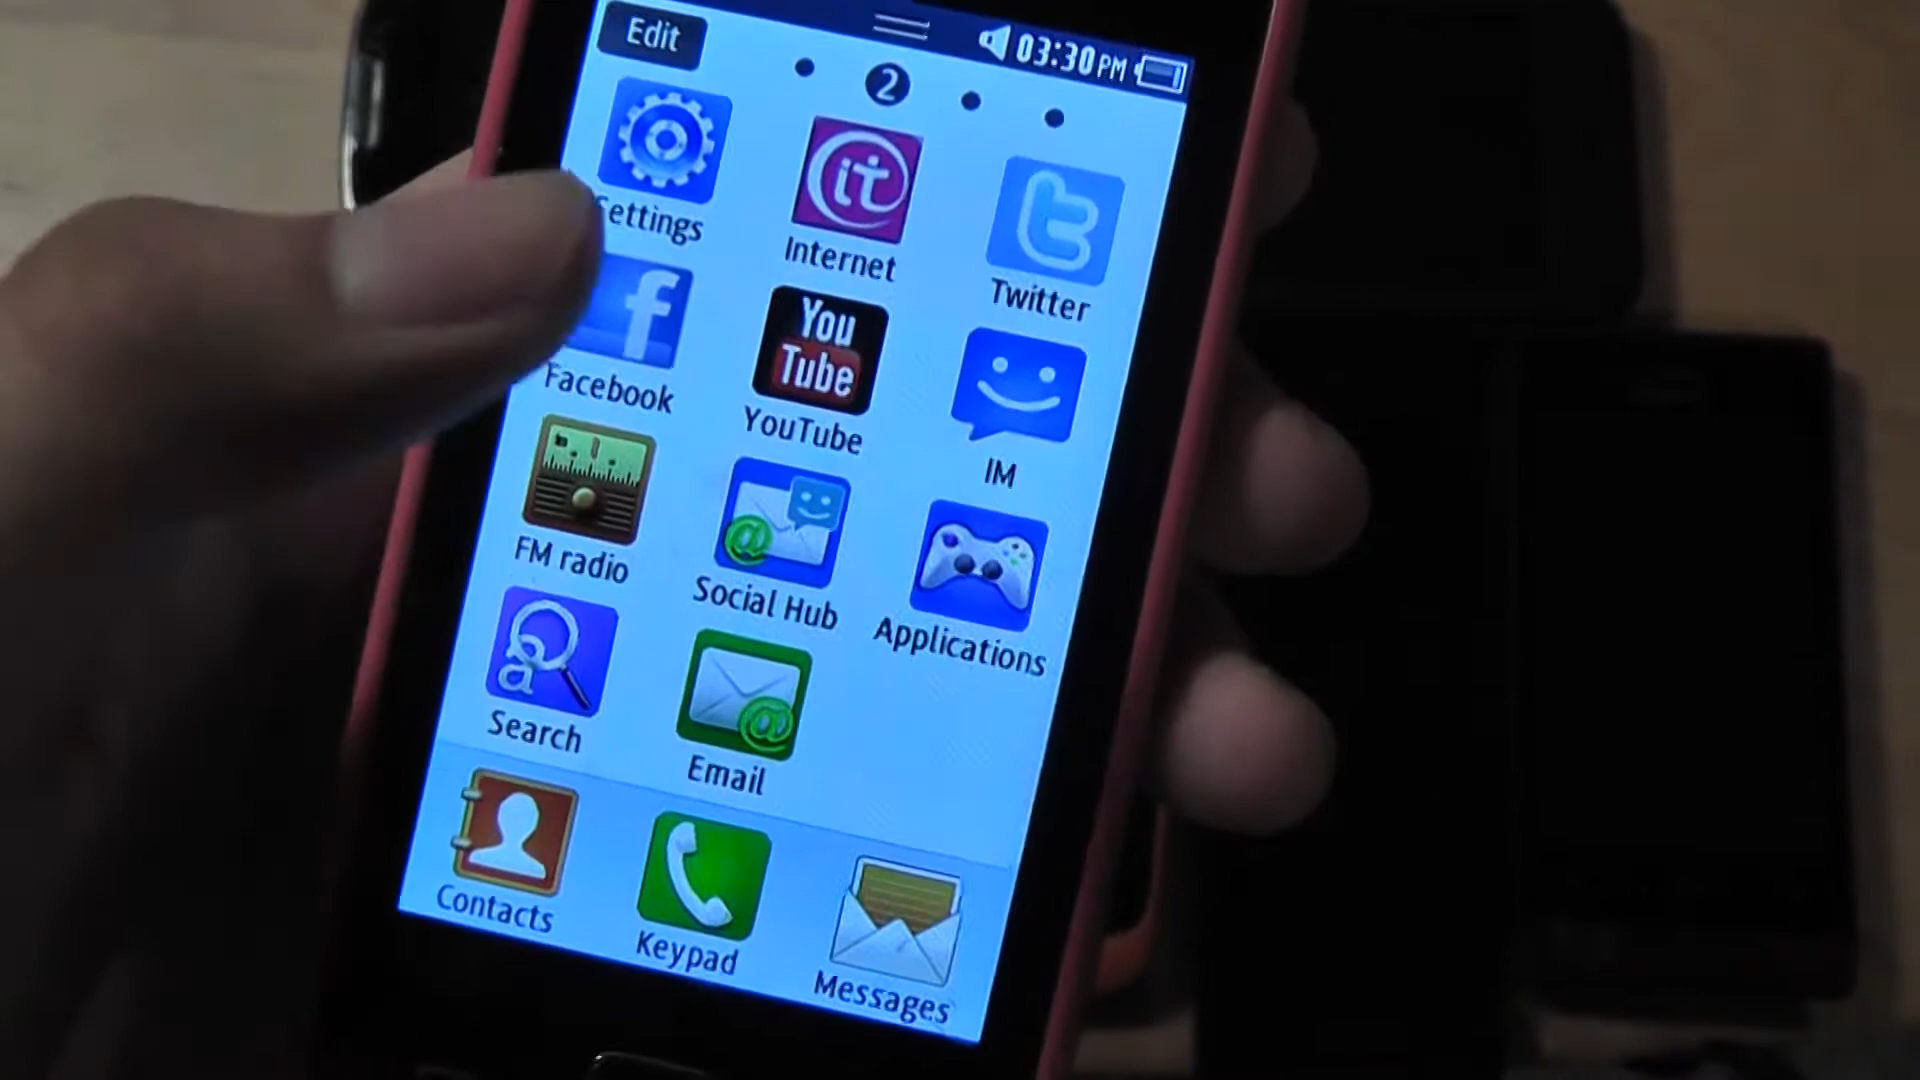 Edit
03:30PM
2
Settings
it
Internet
t
Twitter
f
Facebook
You
Tube
YouTube
IM
FM radio
@
Social Hub
Applications
a
Search
@
Email
Contacts
Keypad
Messages